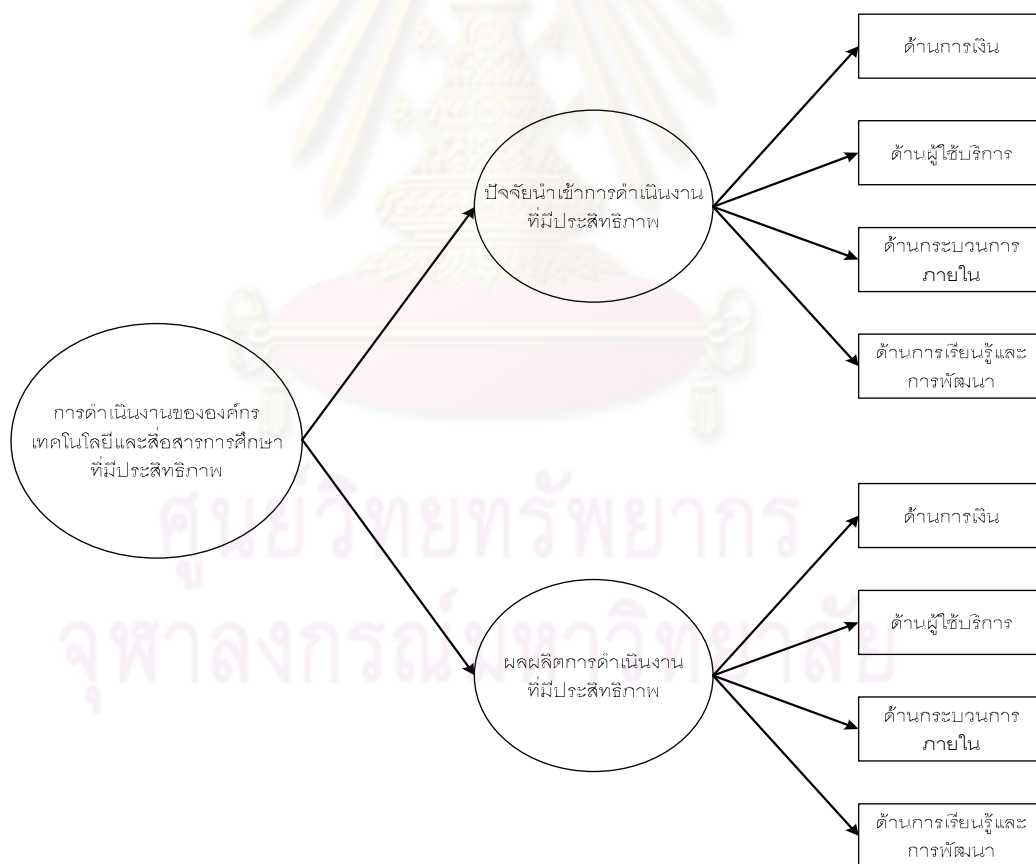 ด้านการเงิน
ด้านผู้ใช้บริการ
ปัจจัยนำเข้าการดำเนินงาน
ที่มีประสิทธิภาพ
ด้านกระบวนการ
ภายใน
ด้านการเรียนรู้และ
การพัฒนา
การดำเนินงานขององค์กร
เทคโนโลยีและสื่อสารการศึกษา
ที่มีประสิทธิภาพ
ศูนย์วิทยทรัพยากร
จุฬาลงกรณ์มหาวิทยาลัย
ด้านการเงิน
ด้านผู้ใช้บริการ
ผลผลิตการดำเนินงาน
ที่มีประสิทธิภาพ
ด้านกระบวนการ
ภายใน
ด้านการเรียนรู้และ
การพัฒนา